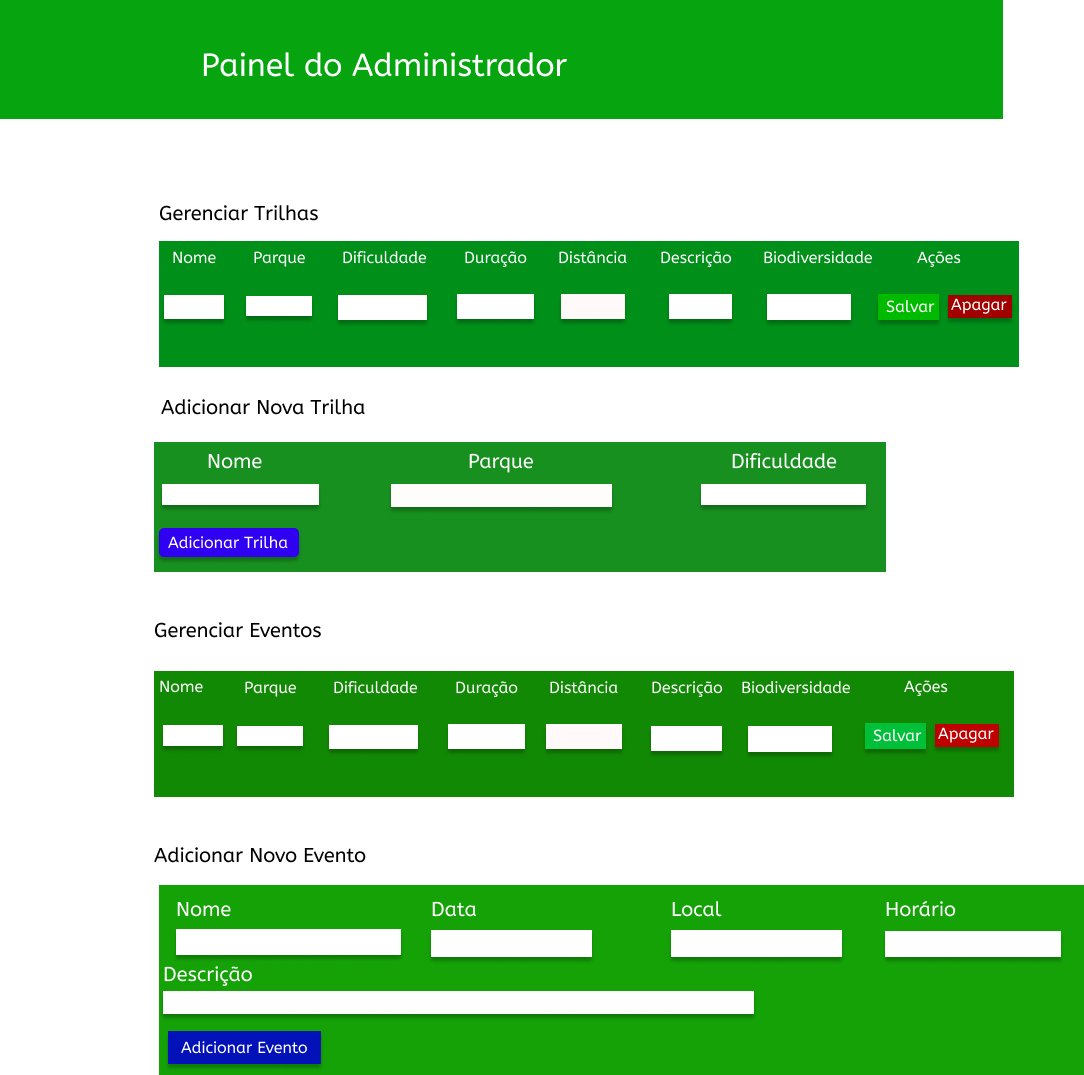 Painel do Administrador
Gerenciar Trilhas
Nome Parque Dificuldade Duração Distância Descrição Biodiversidade Ações
Salvar Apagar
Adicionar Nova Trilha
Nome Parque Dificuldade
Adicionar Trilha
Gerenciar Eventos
Nome Parque Dificuldade Duração Distância Descrição Biodiversidade Ações
Salvar Apagar
Adicionar Novo Evento
Nome Data Local Horário
Descrição
Adicionar Evento